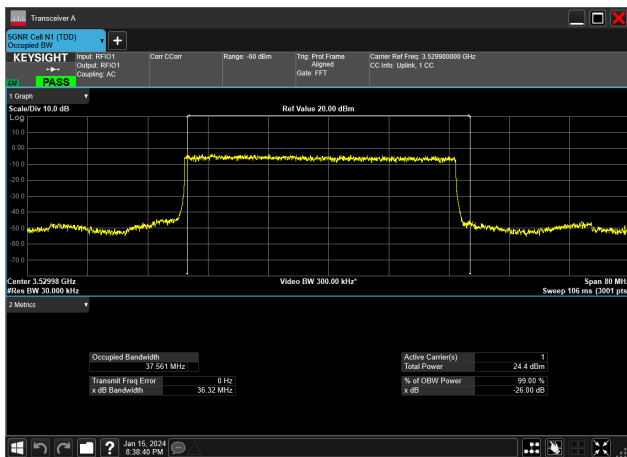 Transceiver A
5GNR Cell N1 (TDD)
Occupied BW
KEYSIGHT
LXI
PASS
Input: RFIO1
Output: RFIO1
Coupling: AC
Corr CCorr
Range: -60 dBm
Trig: Prot Frame
Aligned
Gate: FFT
Carrier Ref Freq: 3.529980000 GHz
CC Info: Uplink, 1 CC
1 Graph
Scale/Div 10.0 dB
Ref Value 20.00 dBm
Log
10.0
0.00
-10.0
-20.0
-30.0
-40.0
-50.0
-60.0
-70.0
Center 3.52998 GHz
Video BW 300.00 kHz*
Span 80 MHz
#Res BW 30.000 kHz
Sweep 106 ms (3001 pts
2 Metrics
Occupied Bandwidth
37.561 MHz
Transmit Freq Error 0 Hz
x dB Bandwidth 36.32 MHz
Active Carrier(s) 1
Total Power 24.4 dBm
% of OBW Power 99.00 %
x dB -26.00 dB
Jan 15, 2024
8:38:40 PM